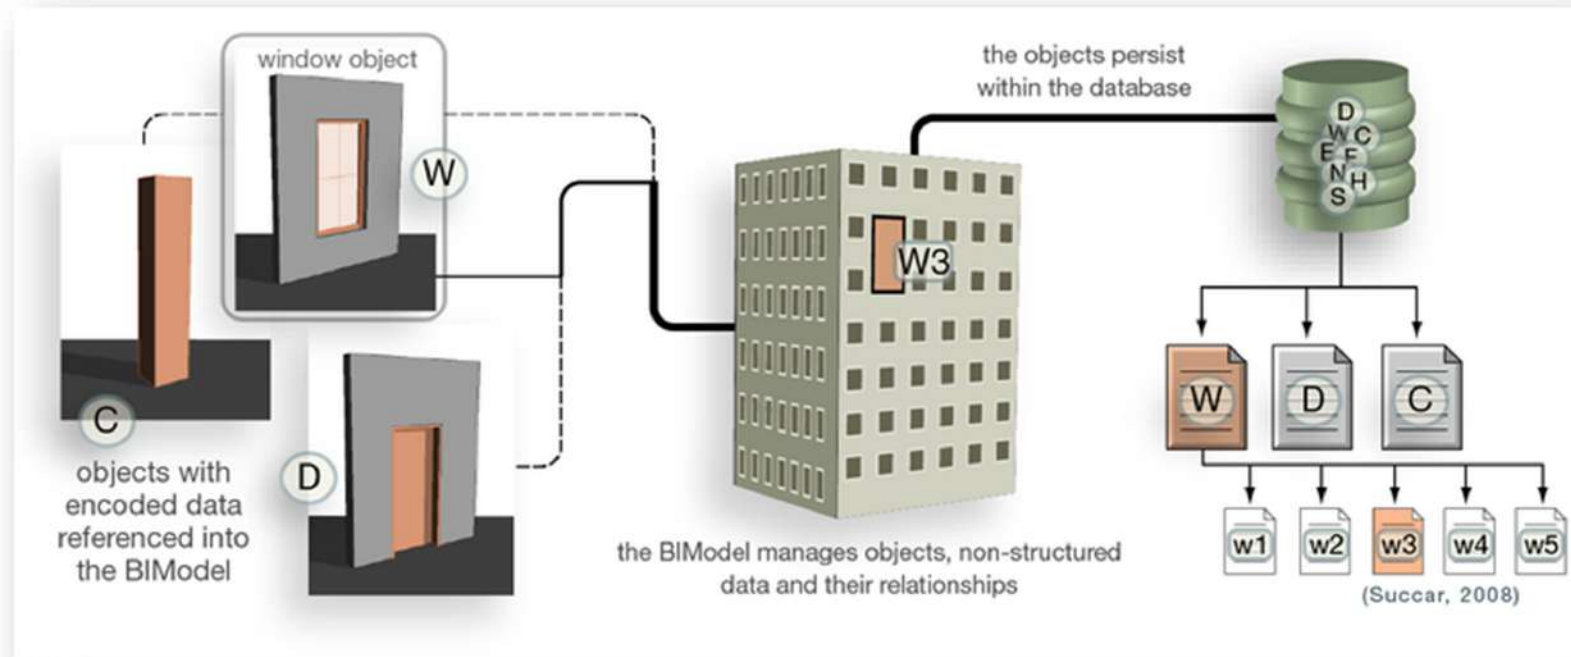 window object
W
C
objects with
encoded data
referenced into
the BIModel
D
W3
the BIModel manages objects, non-structured
data and their relationships
the objects persist
within the database
D
W C
E F
N H
S
W D C
w1 w2 w3 w4 w5
(Succar, 2008)